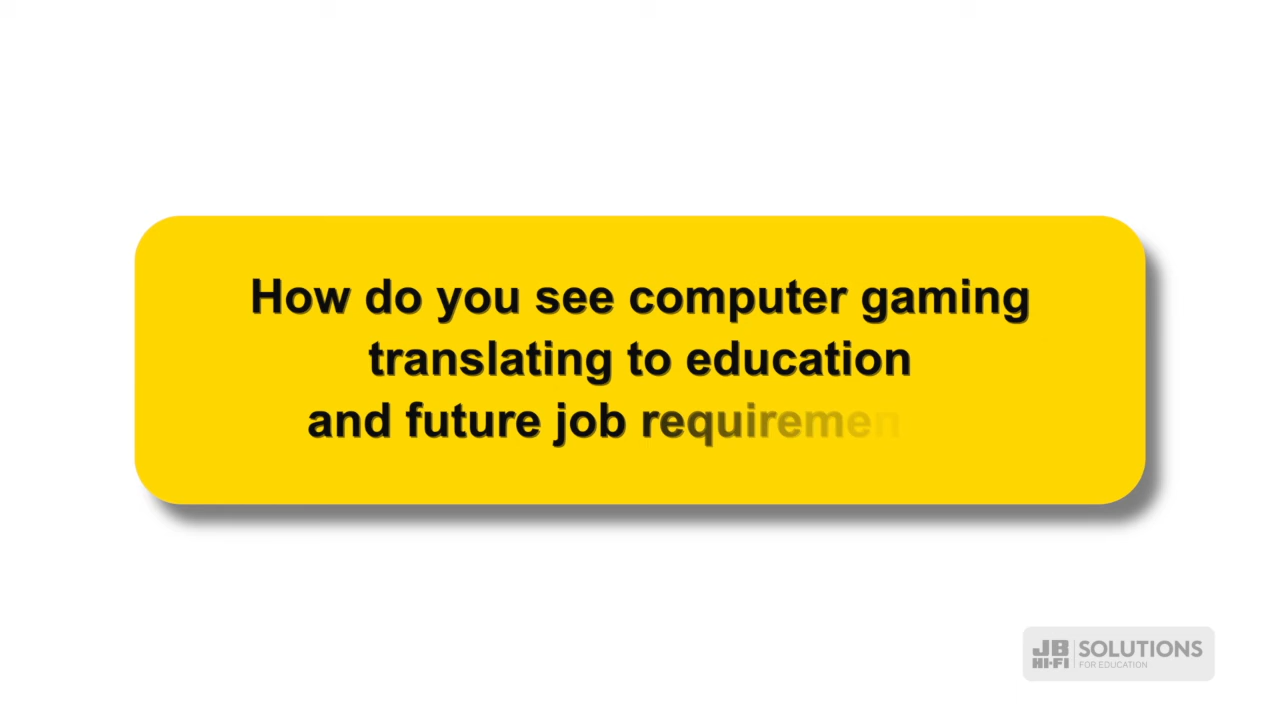 How do you see computer gaming
translating to education
and future job requiremen
JB HI-FI SOLUTIONS
FOR EDUCATION